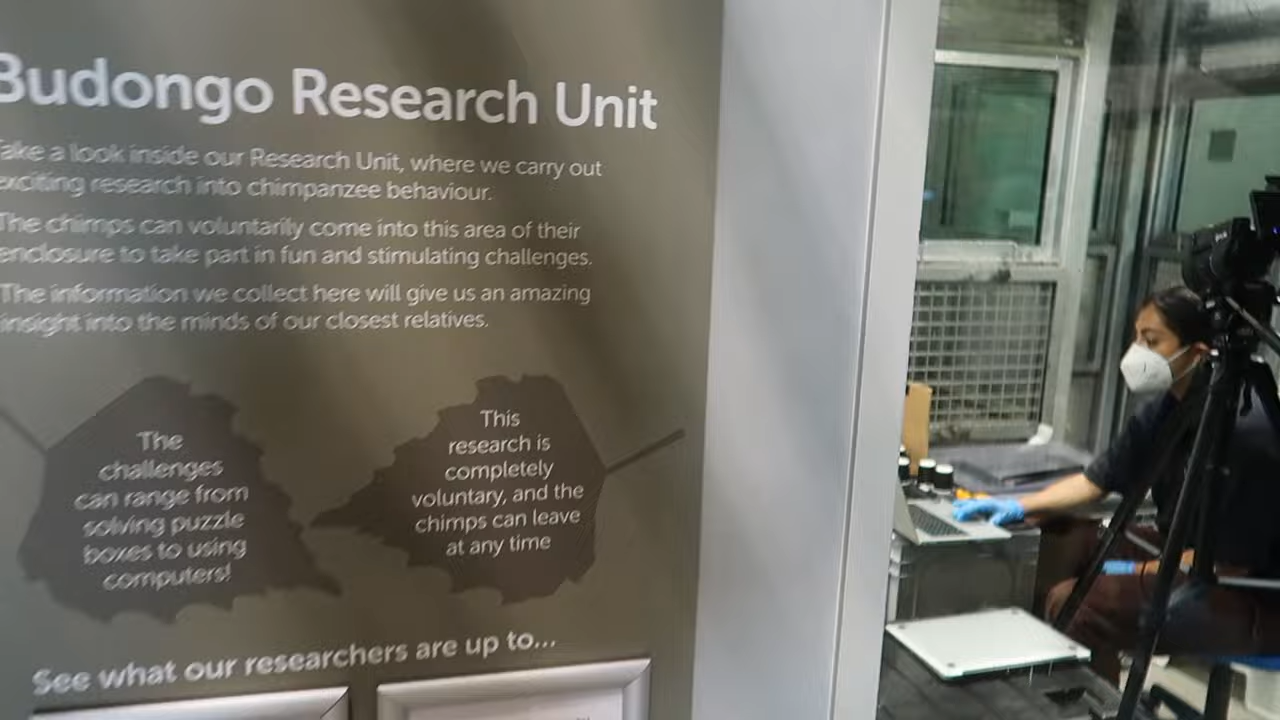 Budongo Research Unit
Take a look inside our Research Unit, where we carry out
exciting research into chimpanzee behaviour.
The chimps can voluntarily come into this area of their
enclosure to take part in fun and stimulating challenges.
The information we collect here will give us an amazing
insight into the minds of our closest relatives.
The
challenges
can range from
solving puzzle
boxes to using
computers!
This
research is
completely
voluntary, and the
chimps can leave
at any time
See what our researchers are up to...